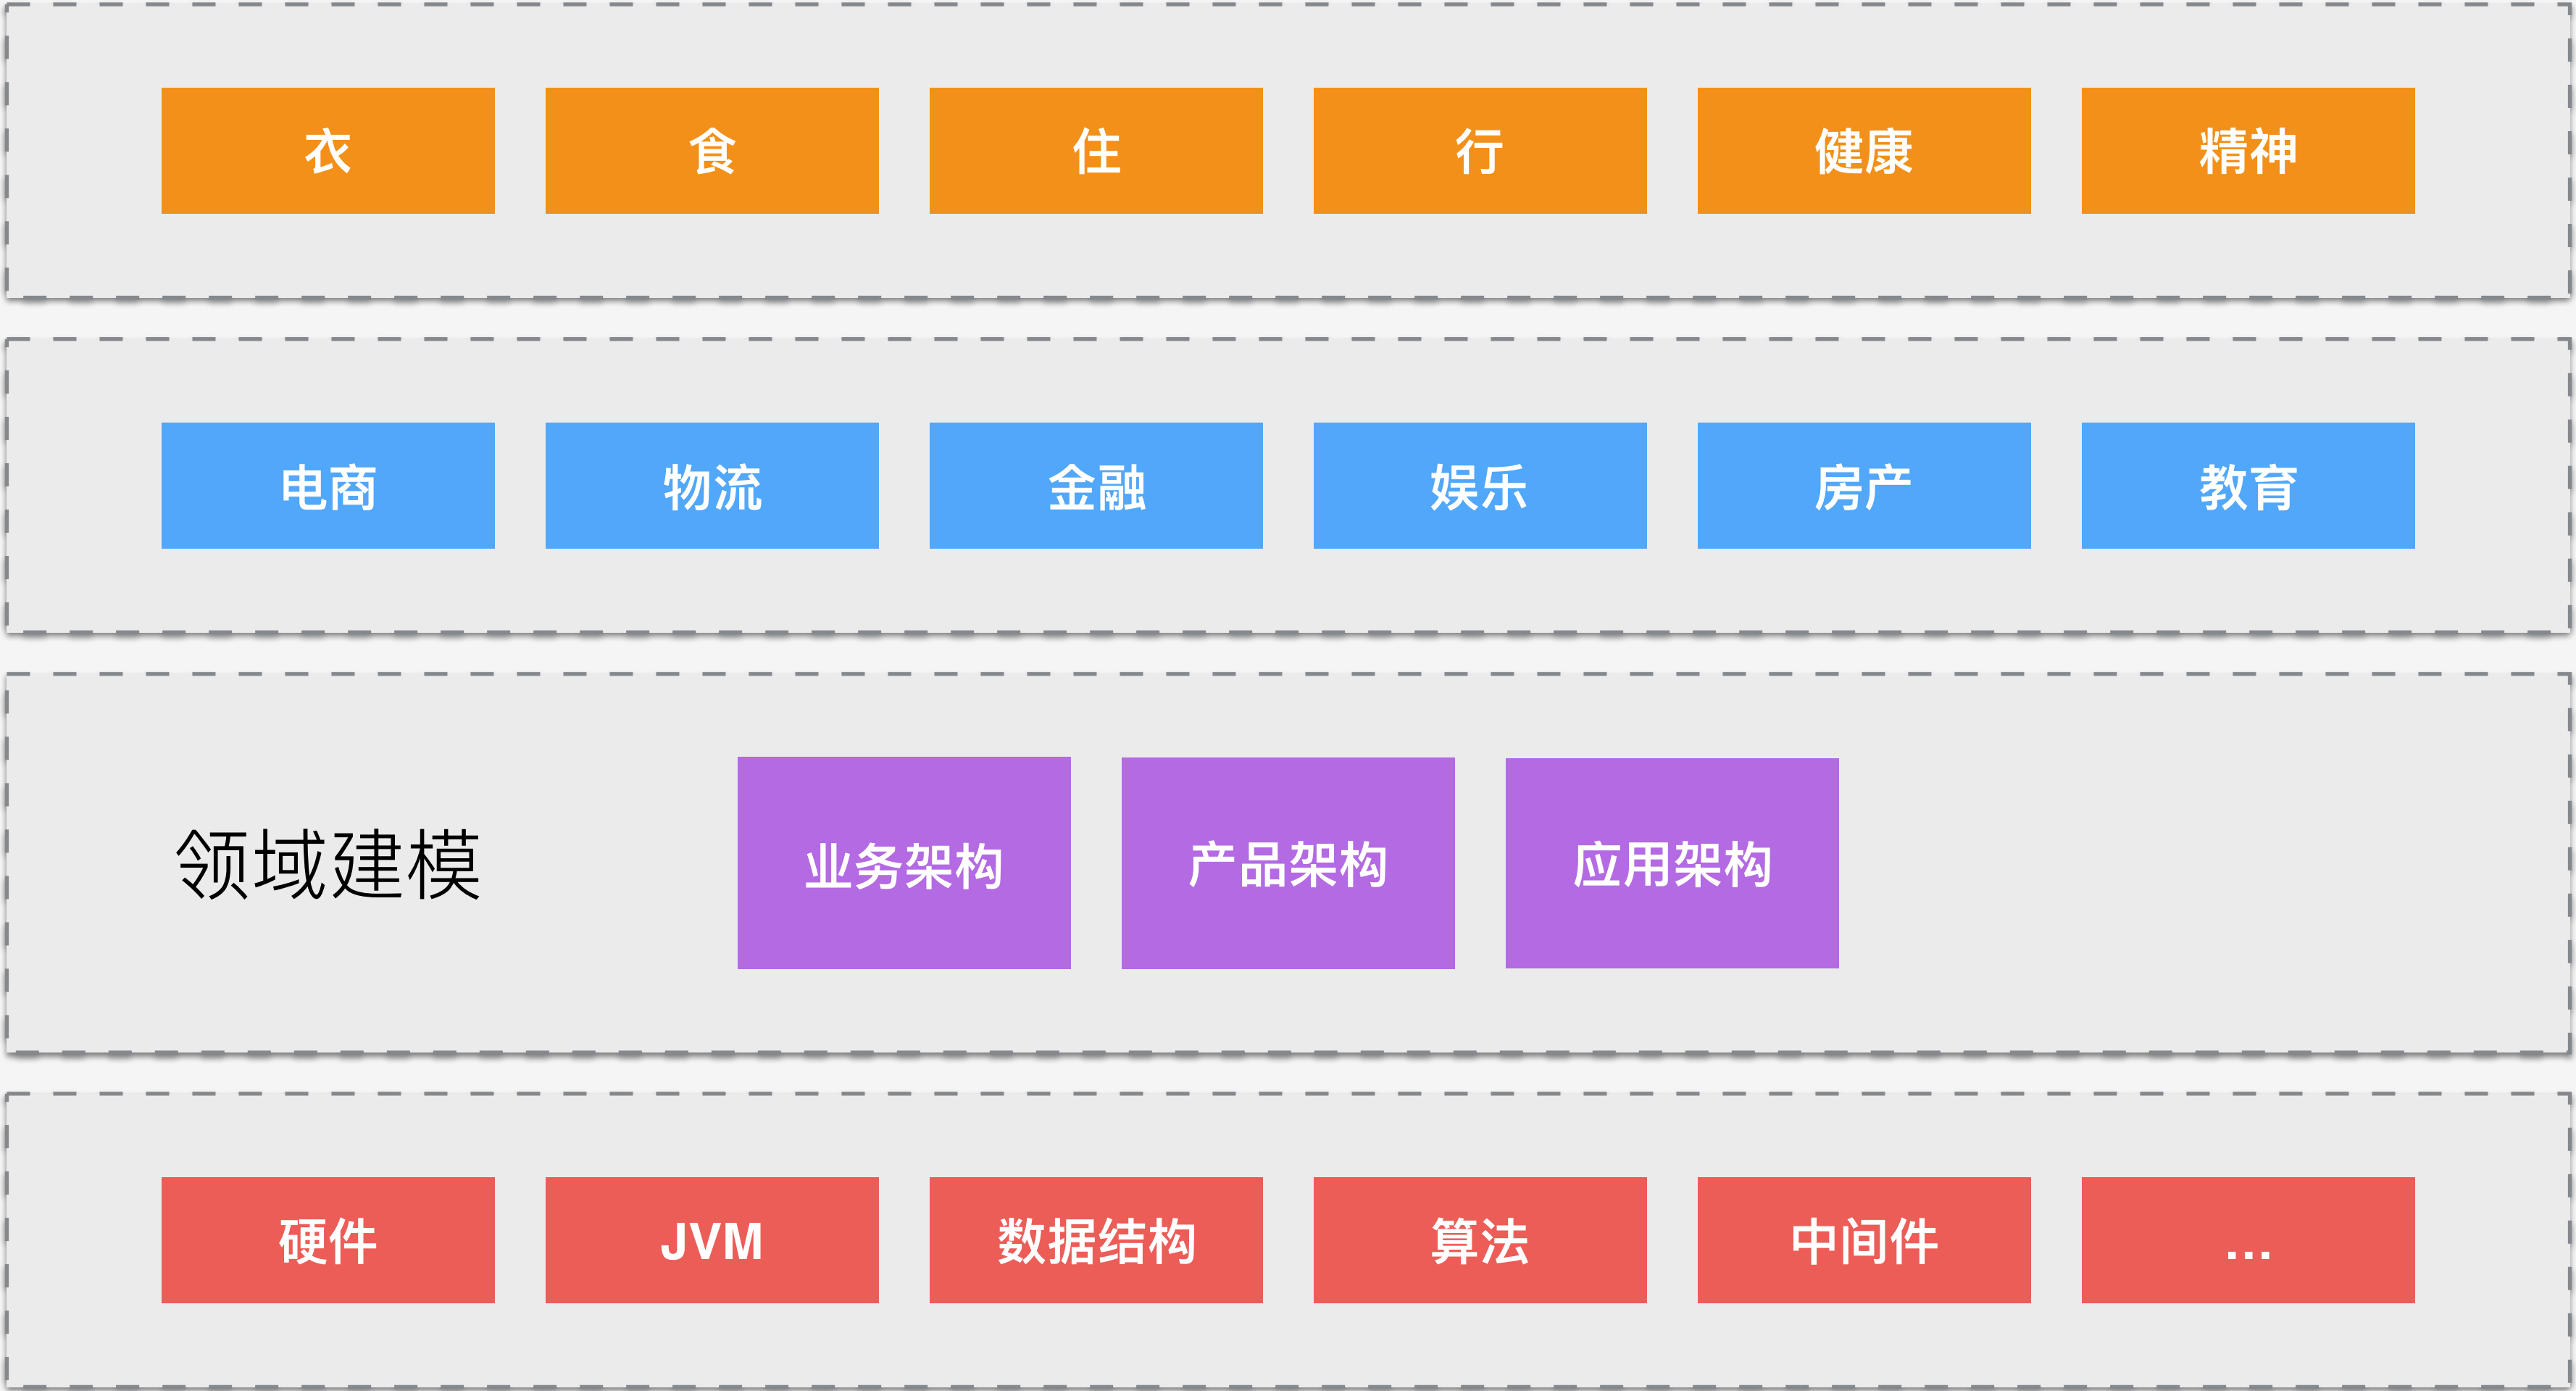 衣
食
住
行
健康
精神
电商
物流
金融
娱乐
房产
教育
领域建模
业务架构
产品架构
应用架构
硬件
JVM
数据结构
算法
中间件
...